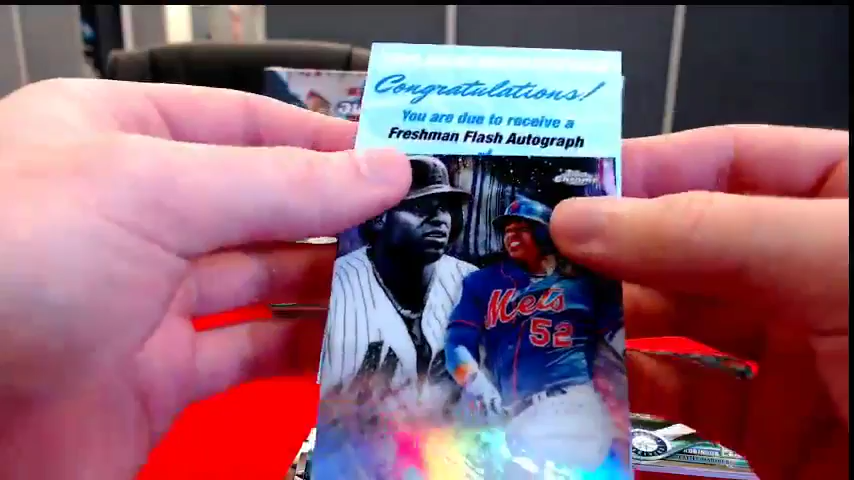 Congratulations!
You are due to receive a
Freshman Flash Autograph
Chrome
Mets
52